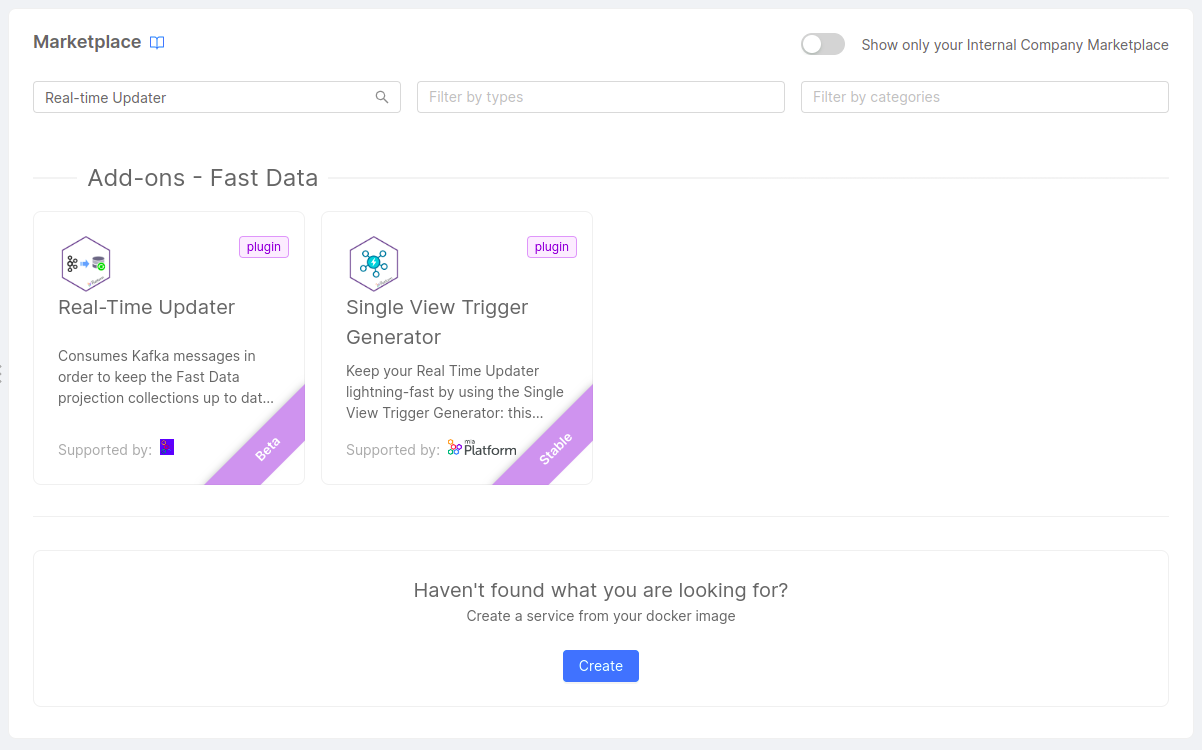 Marketplace
Show only your Internal Company Marketplace
Real-time Updater
Filter by types
Filter by categories
Add-ons - Fast Data
plugin
Real-Time Updater
Consumes Kafka messages in
order to keep the Fast Data
projection collections up to dat...
Supported by:
Beta
plugin
Single View Trigger
Generator
Keep your Real Time Updater
lightning-fast by using the Single
View Trigger Generator: this...
Supported by: mia Platform
Stable
Haven't found what you are looking for?
Create a service from your docker image
Create